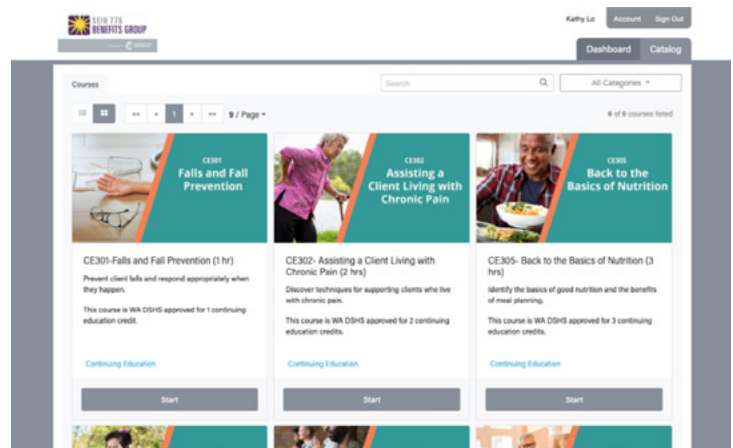 SEIU 775
BENEFITS GROUP
GROUP
Kathy Lo
Account
Sign Out
Dashboard
Catalog
Courses
Search
All Categories
««
«
1
»
»»
9 / Page
6 of 6 courses listed
CE301
Falls and Fall
Prevention
CE302
Assisting a
Client Living with
Chronic Pain
CE305
Back to the
Basics of Nutrition
CE301-Falls and Fall Prevention (1 hr)
Prevent client falls and respond appropriately when
they happen.
This course is WA DSHS approved for 1 continuing
education credit.
Continuing Education
Start
CE302- Assisting a Client Living with
Chronic Pain (2 hrs)
Discover techniques for supporting clients who live
with chronic pain.
This course is WA DSHS approved for 2 continuing
education credits.
Continuing Education
Start
CE305- Back to the Basics of Nutrition (3
hrs)
Identify the basics of good nutrition and the benefits
of meal planning.
This course is WA DSHS approved for 3 continuing
education credits.
Continuing Education
Start